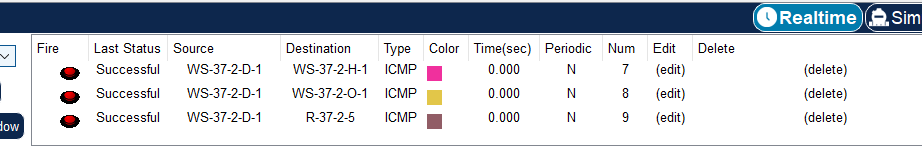 Realtime Sim
Fire Last Status Source Destination Type Color Time(sec) Periodic Num Edit Delete
Successful WS-37-2-D-1 WS-37-2-H-1 ICMP 0.000 N 7 (edit) (delete)
Successful WS-37-2-D-1 WS-37-2-O-1 ICMP 0.000 N 8 (edit) (delete)
Successful WS-37-2-D-1 R-37-2-5 ICMP 0.000 N 9 (edit) (delete)
dow